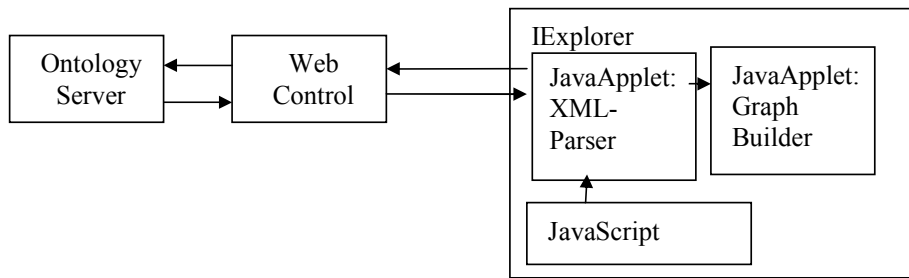 Ontology
Server
Web
Control
IExplorer
JavaApplet:
XML-
Parser
JavaApplet:
Graph
Builder
JavaScript